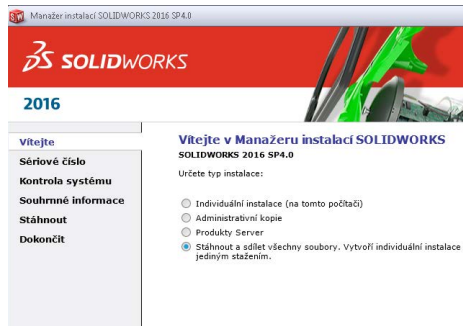 Manažer instalací SOLIDWORKS 2016 SP4.0
SOLIDWORKS
2016
Vítejte
Sériové číslo
Kontrola systému
Souhrnné informace
Stáhnout
Dokončit
Vítejte v Manažeru instalací SOLIDWORKS
SOLIDWORKS 2016 SP4.0
Určete typ instalace:
Individuální instalace (na tomto počítači)
Administrativní kopie
Produkty Server
Stáhnout a sdílet všechny soubory. Vytvoří individuální instalace
jediným stažením.